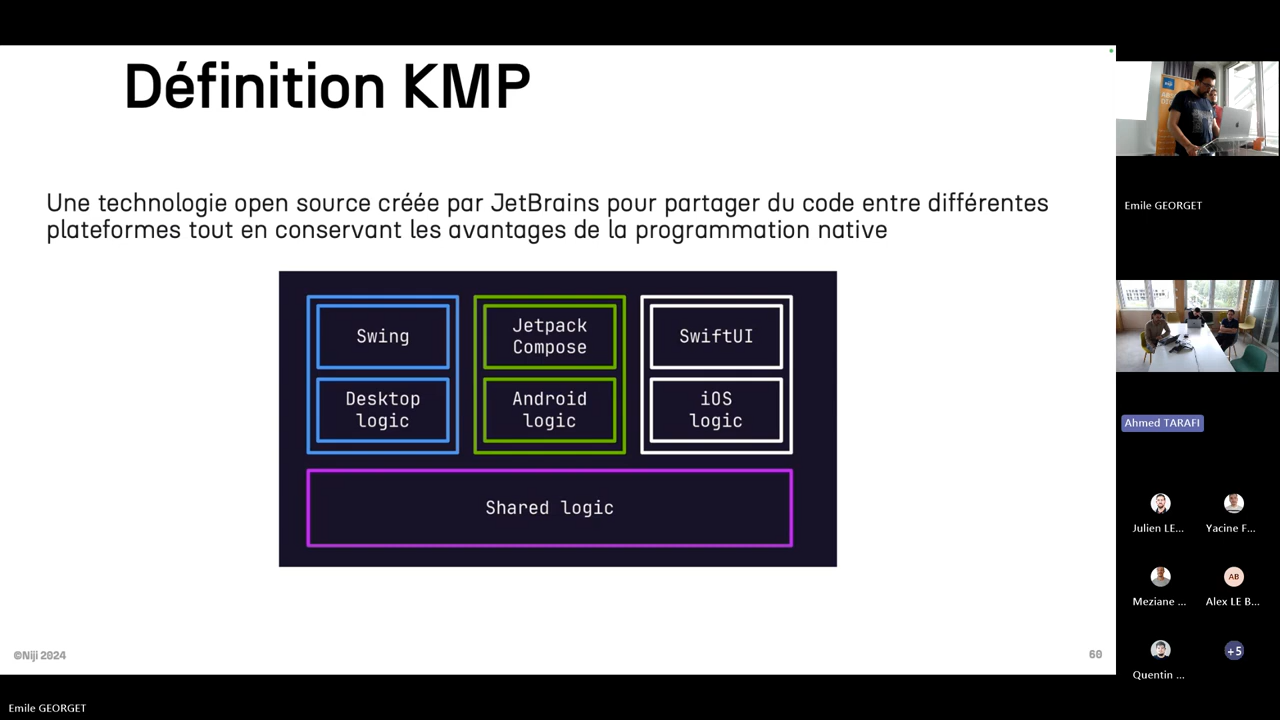 Définition KMP
Une technologie open source créée par JetBrains pour partager du code entre différentes
plateformes tout en conservant les avantages de la programmation native
Swing
Desktop
logic
Jetpack
Compose
Android
logic
SwiftUI
iOS
logic
Shared logic
©Niji 2024
60
Emile GEORGET
Ahmed TARAFI
Julien LE...
Yacine F...
Meziane ...
AB
Alex LE B...
Quentin ...
+5
Emile GEORGET